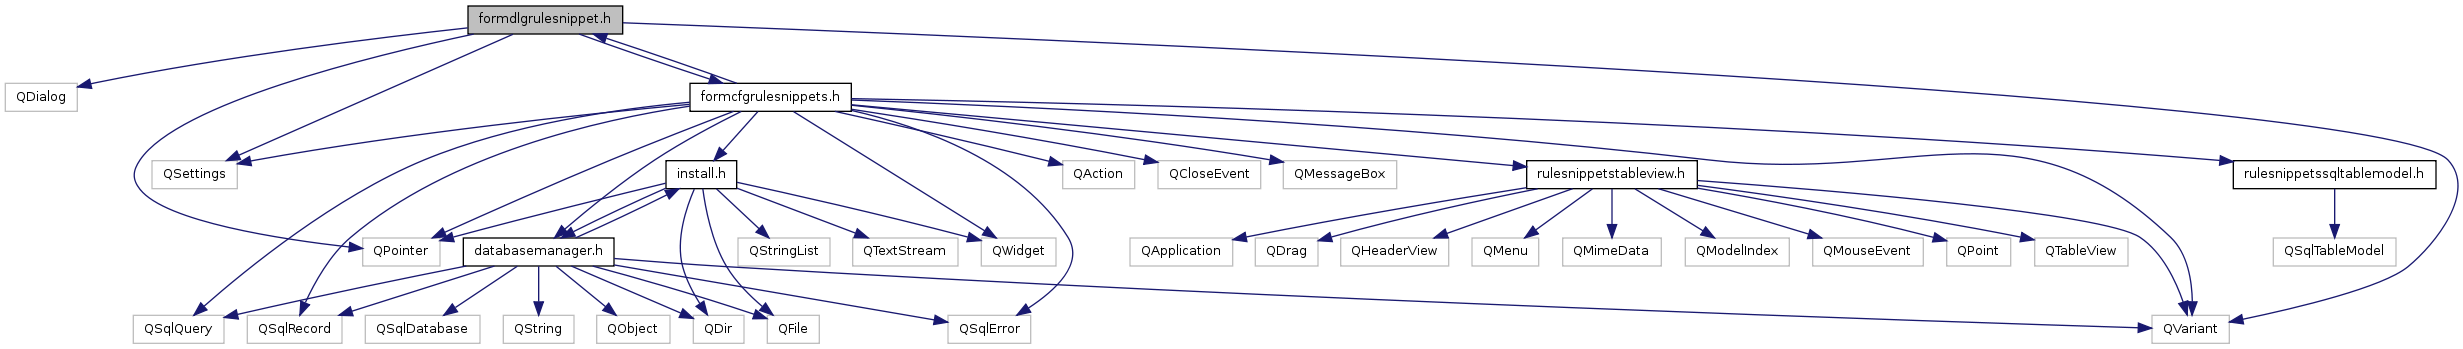 formdlgrulesnippet.h
QDialog
formcfgrulesnippets.h
QSettings
install.h
QAction
QCloseEvent
QMessageBox
rulesnippetstableview.h
rulesnippetssqltablemodel.h
QPointer
databasemanager.h
QStringList
QTextStream
QWidget
QApplication
QDrag
QHeaderView
QMenu
QMimeData
QModelIndex
QMouseEvent
QPoint
QTableView
QSqlTableModel
QSqlQuery
QSqlRecord
QSqlDatabase
QString
QObject
QDir
QFile
QSqlError
QVariant